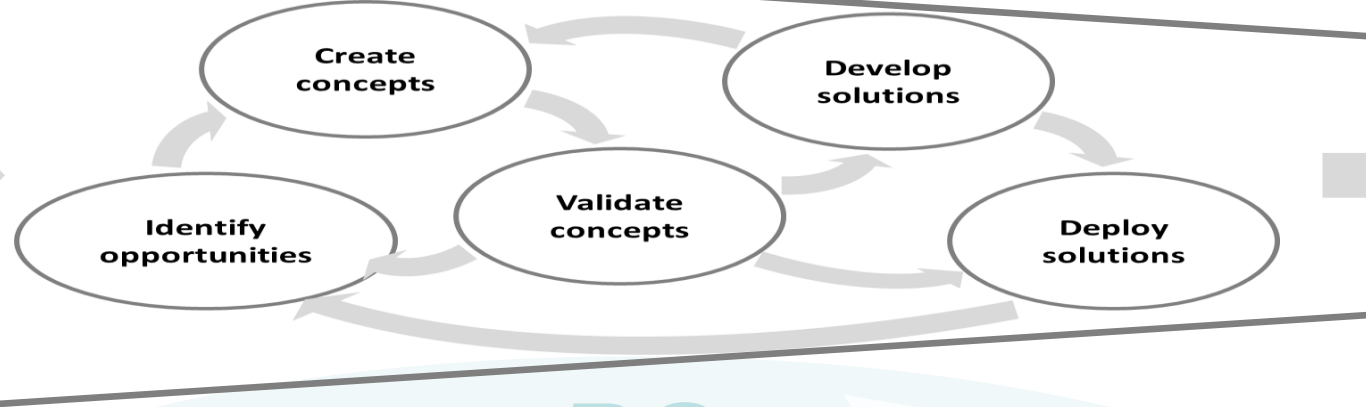 Create
concepts
Develop
solutions
Validate
concepts
Identify
opportunities
Deploy
solutions